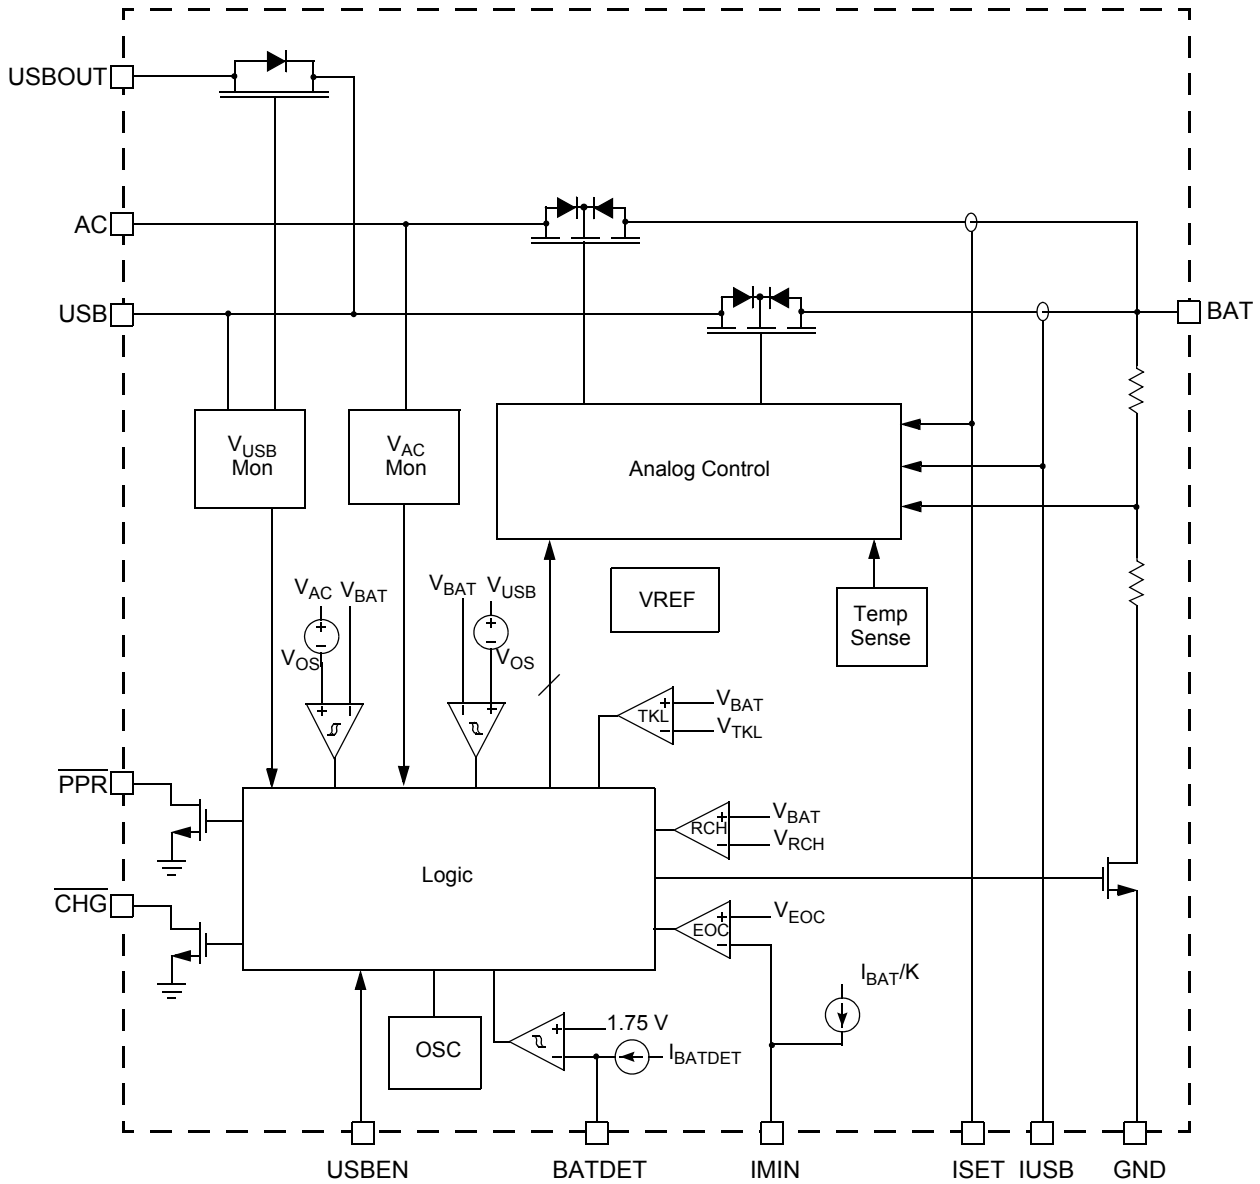 USBOUT
AC
USB
BAT
VUSB
Mon
VAC
Mon
Analog Control
VREF
Temp
Sense
VAC
VBAT
VOS
+
−
+
−
VBAT
VUSB
VOS
+
−
−
+
TKL
+
−
VBAT
VTKL
PPR
RCH
+
−
VBAT
VRCH
Logic
CHG
EOC
+
−
VEOC
IBAT/K
OSC
+
−
1.75 V
IBATDET
USBEN
BATDET
IMIN
ISET
IUSB
GND